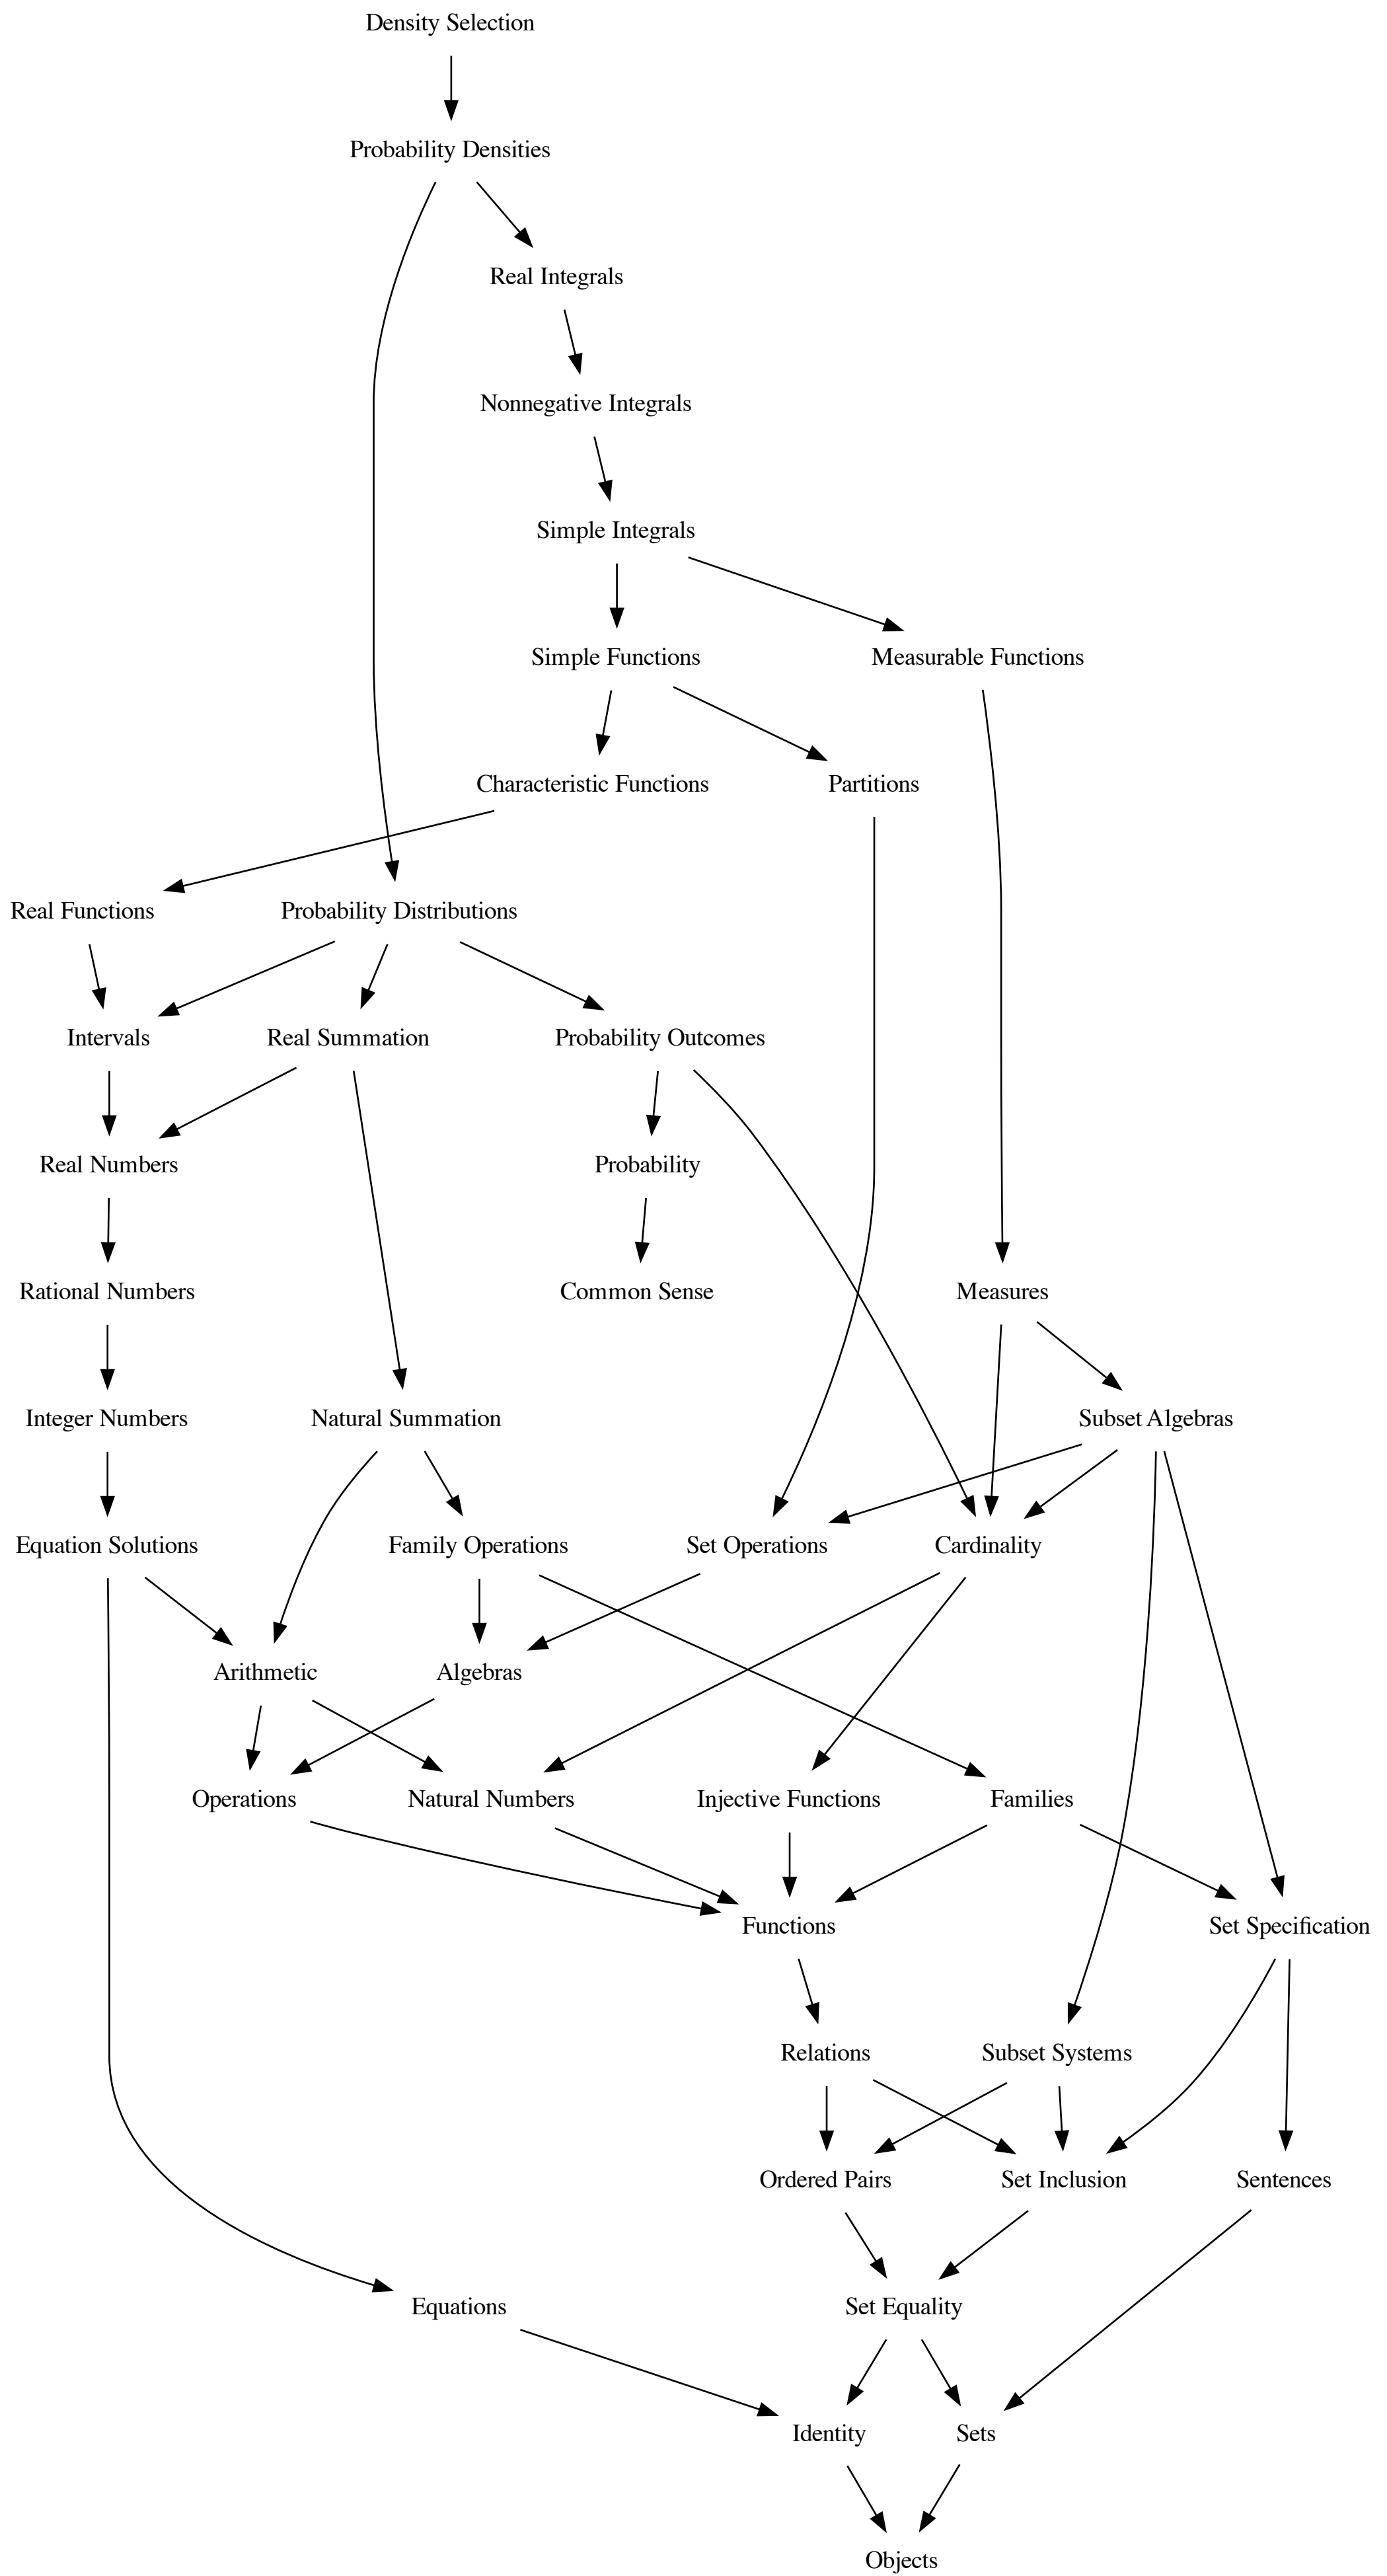 Density Selection
Probability Densities
Real Integrals
Nonnegative Integrals
Simple Integrals
Simple Functions
Measurable Functions
Characteristic Functions
Partitions
Real Functions
Probability Distributions
Intervals
Real Summation
Probability Outcomes
Real Numbers
Probability
Rational Numbers
Common Sense
Measures
Integer Numbers
Natural Summation
Subset Algebras
Equation Solutions
Family Operations
Set Operations
Cardinality
Arithmetic
Algebras
Operations
Natural Numbers
Injective Functions
Families
Functions
Set Specification
Relations
Subset Systems
Ordered Pairs
Set Inclusion
Sentences
Equations
Set Equality
Identity
Sets
Objects